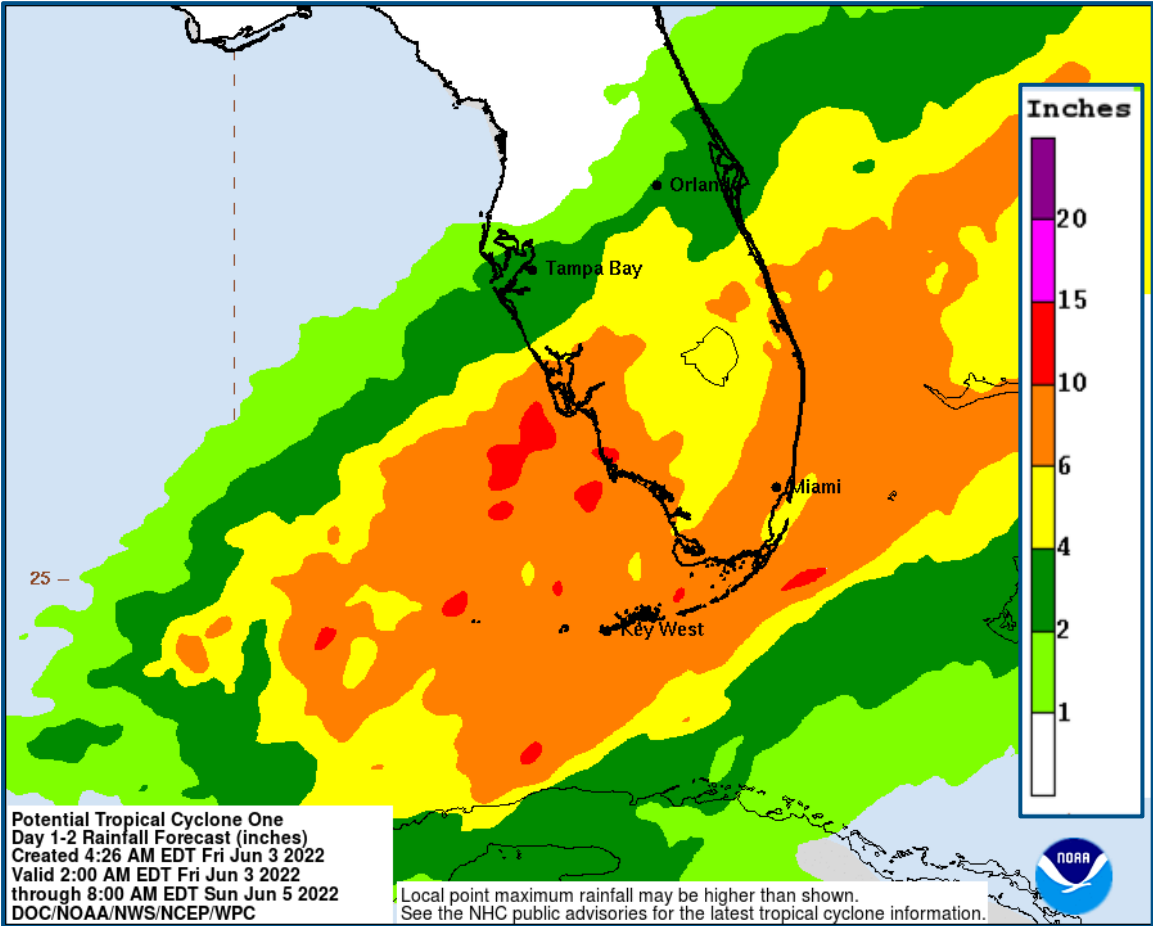 Inches
20
15
10
6
4
2
1
Orland
Tampa Bay
Miami
25
Key West
Potential Tropical Cyclone One
Day 1-2 Rainfall Forecast (inches)
Created 4:26 AM EDT Fri Jun 3 2022
Valid 2:00 AM EDT Fri Jun 3 2022
through 8:00 AM EDT Sun Jun 5 2022
DOC/NOAA/NWS/NCEP/WPC
Local point maximum rainfall may be higher than shown.
See the NHC public advisories for the latest tropical cyclone information.
NOAA